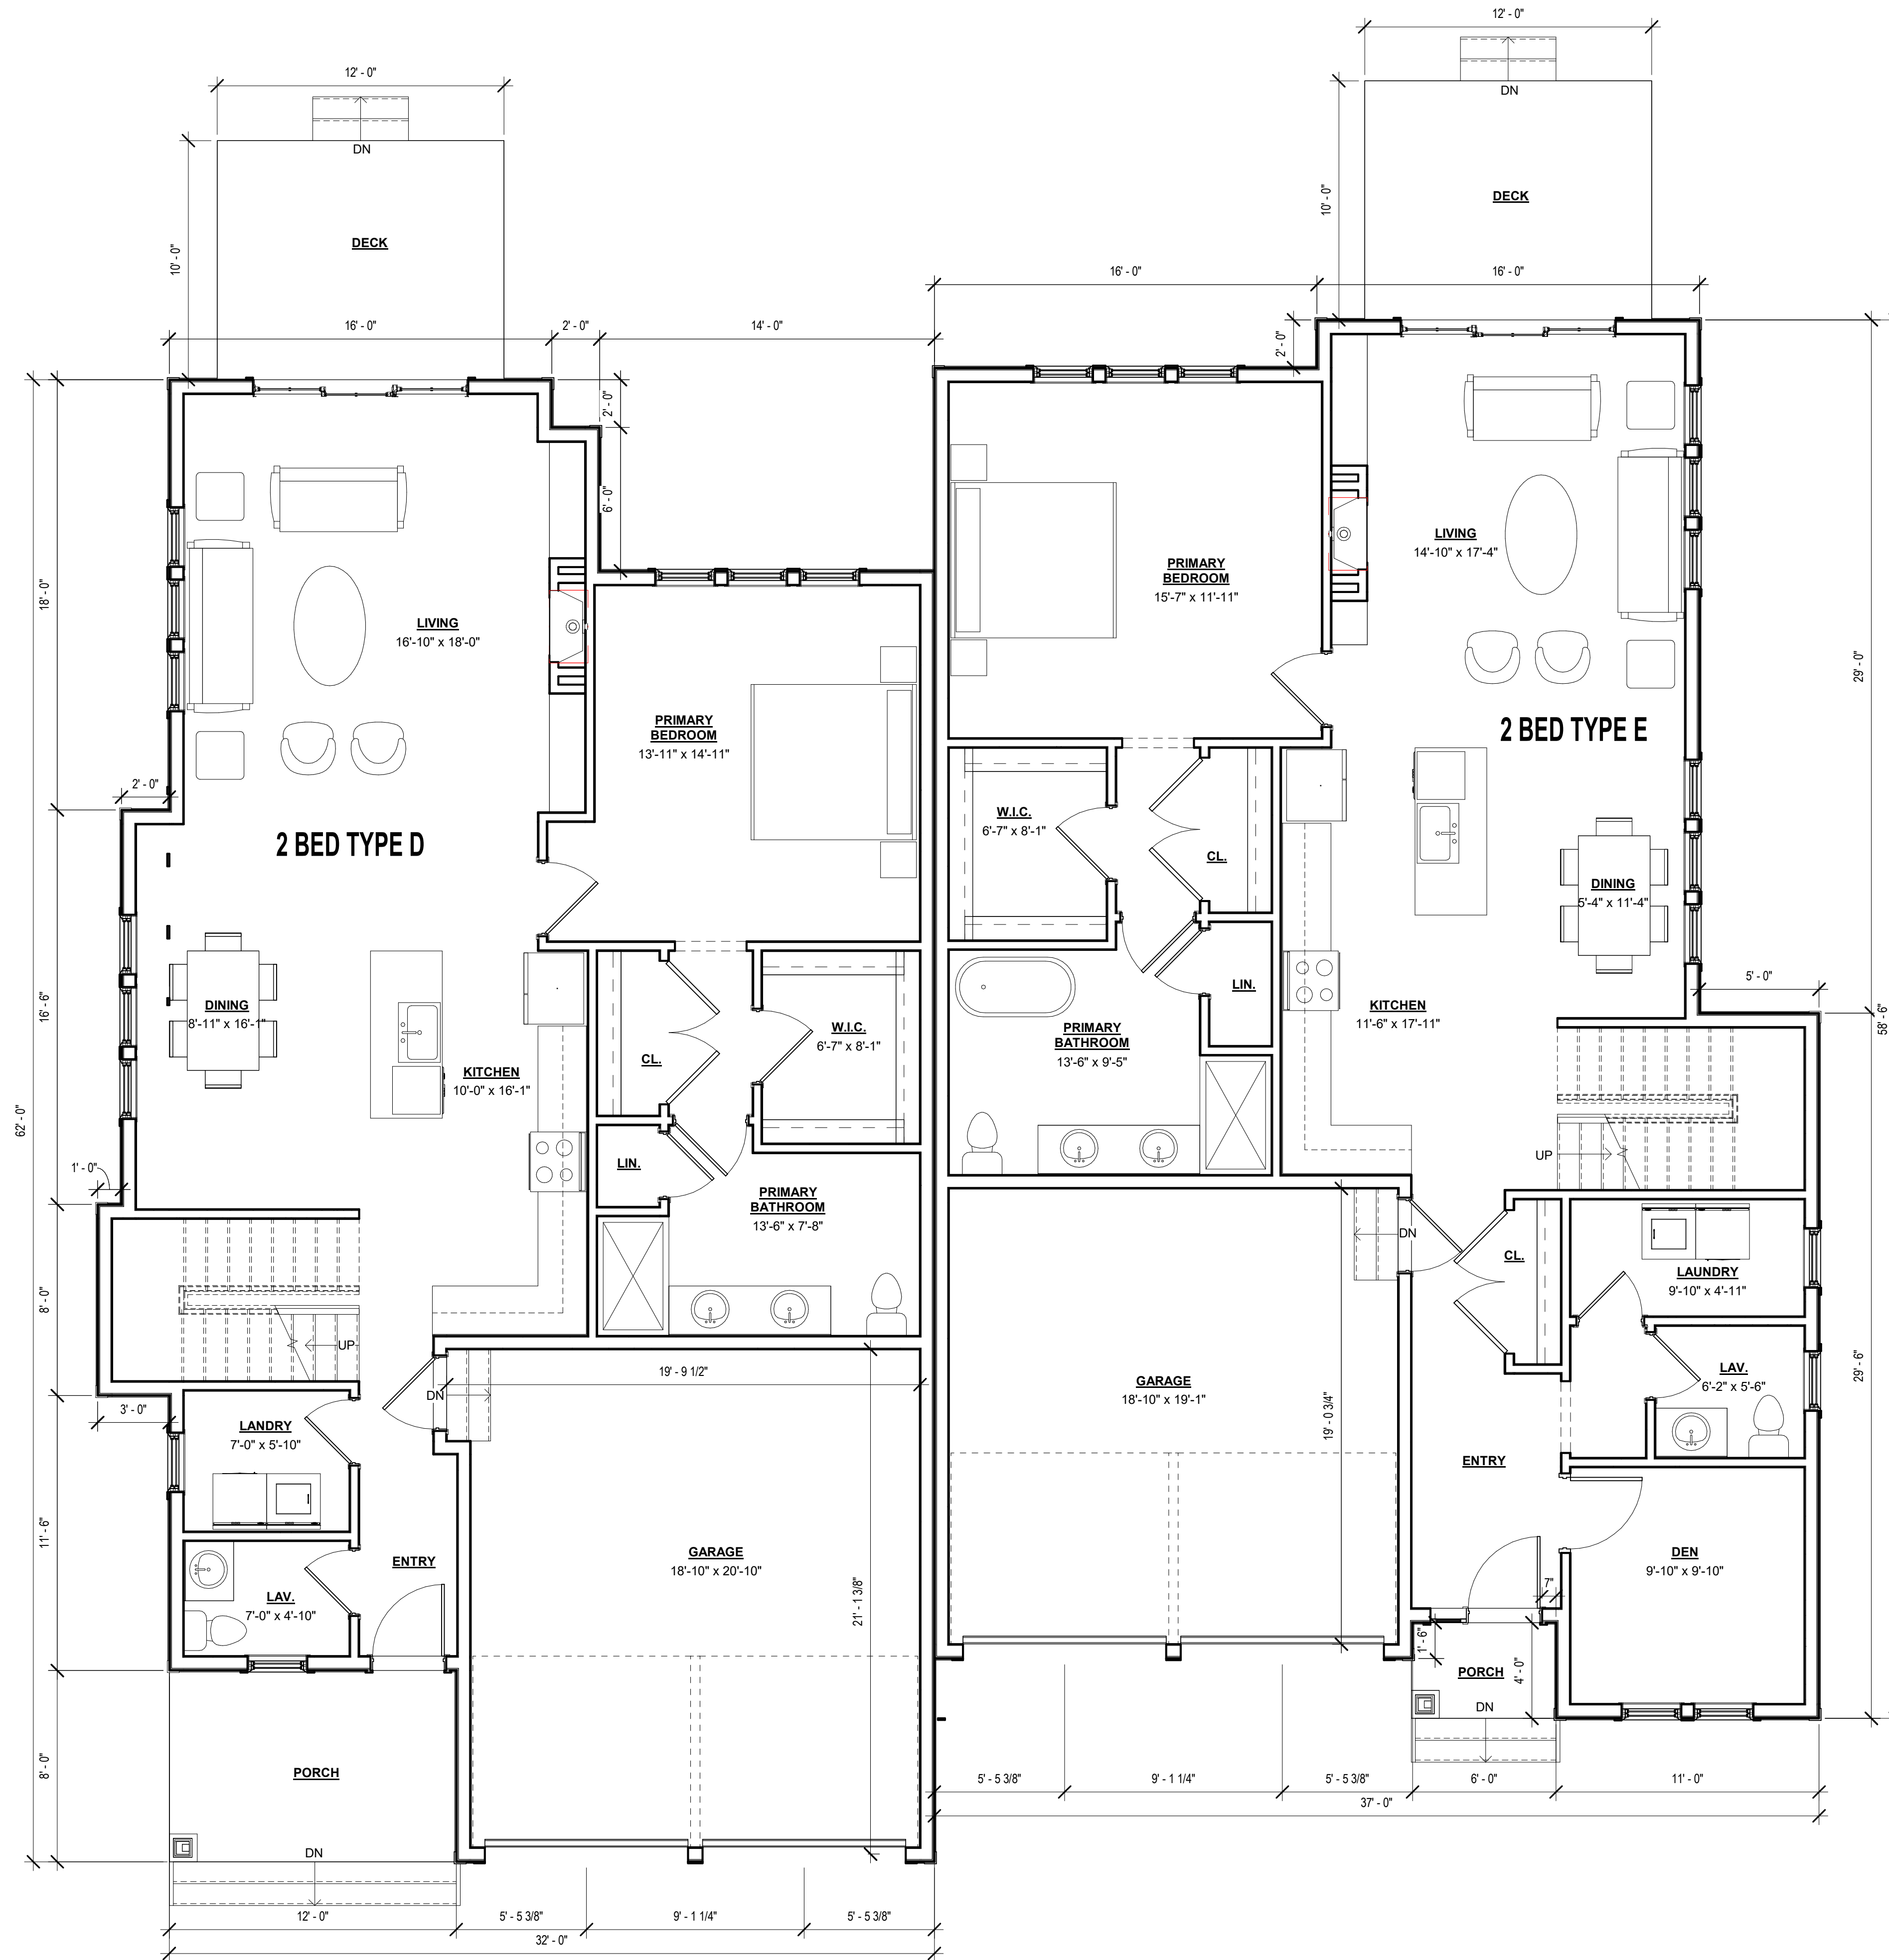 12' - 0"
DN
DECK
10' - 0"
16' - 0"
2' - 0"
14' - 0"
2' - 0"
6' - 0"
18' - 0"
LIVING
16'-10" x 18'-0"
PRIMARY
BEDROOM
13'-11" x 14'-11"
2' - 0"
2 BED TYPE D
16' - 6"
62' - 0"
DINING
8'-11" x 16'-1"
KITCHEN
10'-0" x 16'-1"
CL.
W.I.C.
6'-7" x 8'-1"
LIN.
PRIMARY
BATHROOM
13'-6" x 7'-8"
1' - 0"
8' - 0"
UP
DN
19' - 9 1/2"
3' - 0"
LANDRY
7'-0" x 5'-10"
11' - 6"
ENTRY
LAV.
7'-0" x 4'-10"
GARAGE
18'-10" x 20'-10"
21' - 1 3/8"
8' - 0"
PORCH
DN
12' - 0"
5' - 5 3/8"
9' - 1 1/4"
5' - 5 3/8"
32' - 0"
12' - 0"
DN
DECK
10' - 0"
16' - 0"
16' - 0"
2' - 0"
LIVING
14'-10" x 17'-4"
PRIMARY
BEDROOM
15'-7" x 11'-11"
29' - 0"
2 BED TYPE E
W.I.C.
6'-7" x 8'-1"
CL.
DINING
5'-4" x 11'-4"
LIN.
KITCHEN
11'-6" x 17'-11"
5' - 0"
58' - 6"
PRIMARY
BATHROOM
13'-6" x 9'-5"
UP
DN
CL.
LAUNDRY
9'-10" x 4'-11"
LAV.
6'-2" x 5'-6"
29' - 6"
GARAGE
18'-10" x 19'-1"
19' - 0 3/4"
ENTRY
DEN
9'-10" x 9'-10"
7"
1' - 6"
4' - 0"
PORCH
DN
5' - 5 3/8"
9' - 1 1/4"
5' - 5 3/8"
6' - 0"
11' - 0"
37' - 0"